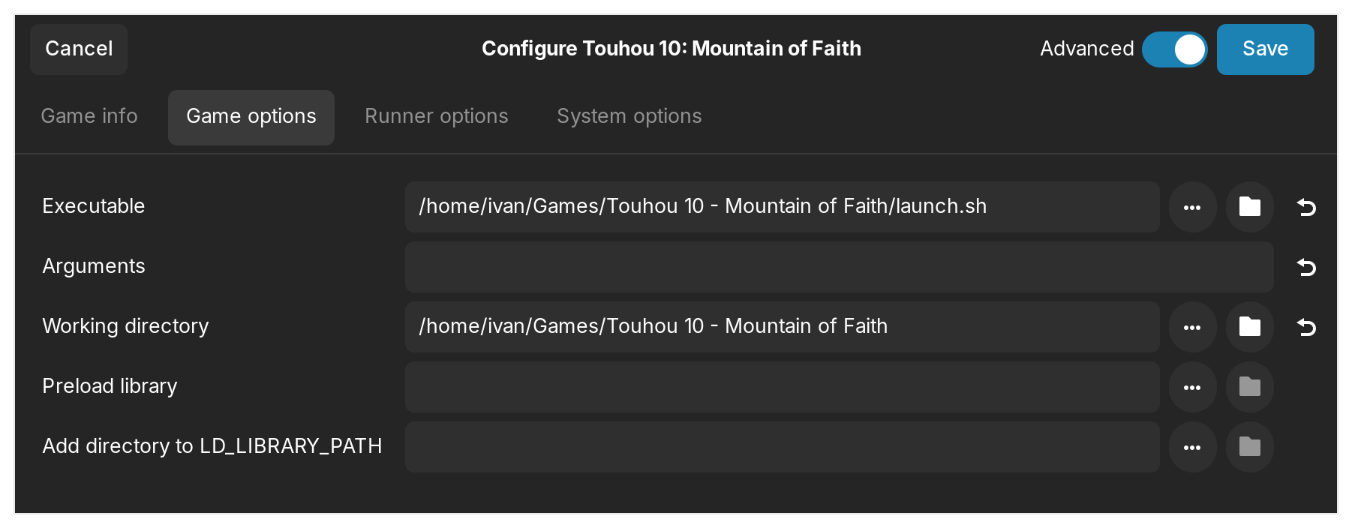 Cancel Configure Touhou 10: Mountain of Faith Advanced Save
Game info Game options Runner options System options
Executable /home/ivan/Games/Touhou 10 - Mountain of Faith/launch.sh
Arguments
Working directory /home/ivan/Games/Touhou 10 - Mountain of Faith
Preload library
Add directory to LD_LIBRARY_PATH